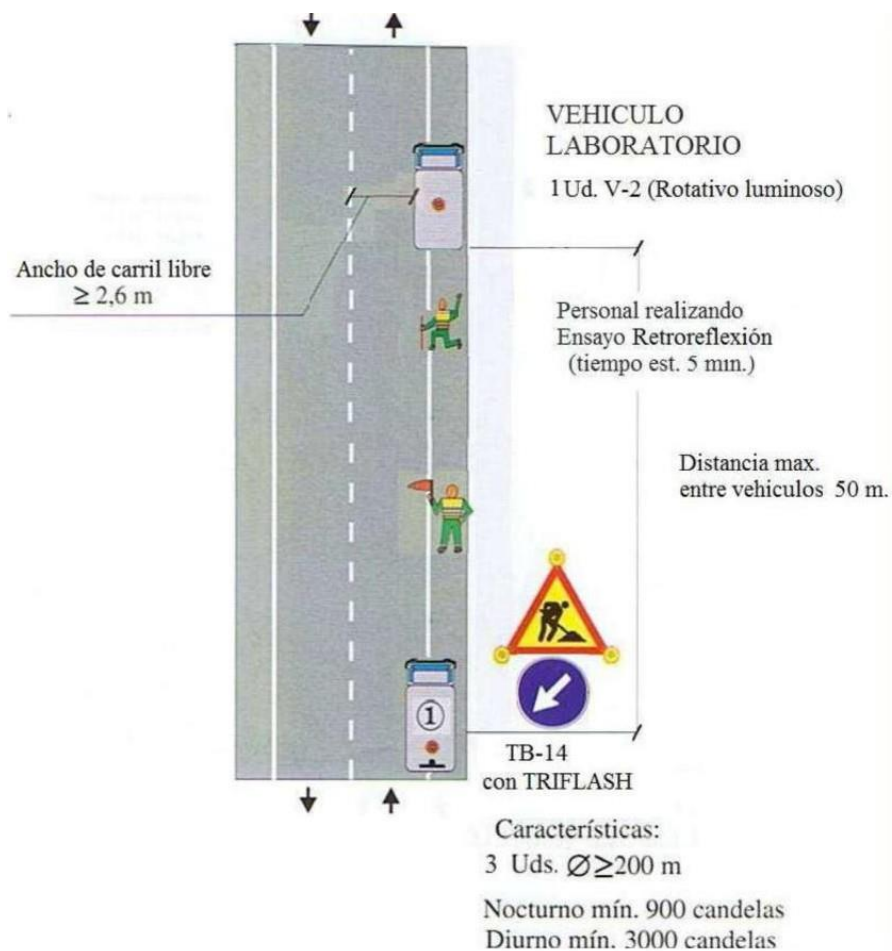 VEHICULO
LABORATORIO
1Ud. V-2 (Rotativo luminoso)
Ancho de carril libre
≥ 2,6 m
Personal realizando
Ensayo Retroreflexión
(tiempo est. 5 min.)
Distancia max.
entre vehiculos 50 m.
1
TB-14
con TRIFLASH
Características:
3 Uds. Ø≥200 m
Nocturno mín. 900 candelas
Diurno mín. 3000 candelas